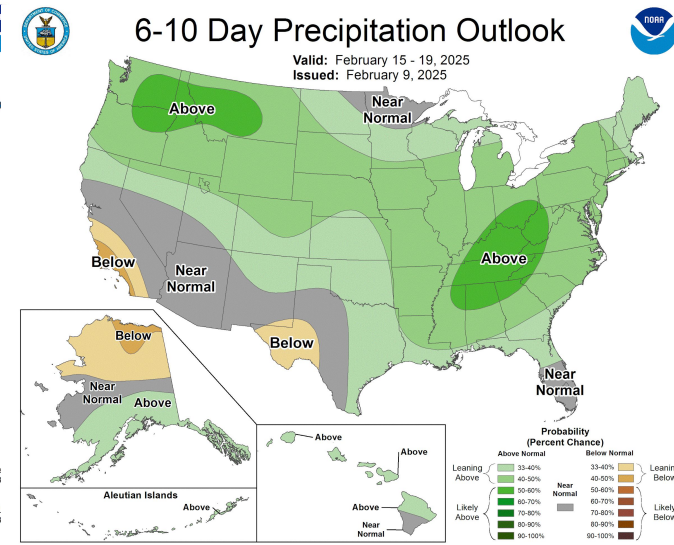 6-10 Day Precipitation Outlook
Valid: February 15 - 19, 2025
Issued: February 9, 2025
NOAA
Above
Near
Normal
Below
Near
Normal
Above
Below
Near
Normal
Below
Near
Normal
Above
Aleutian Islands
Above
Above
Above
Above
Near
Normal
Probability
(Percent Chance)
Above Normal
Below Normal
Leaning
Above
33-40%
40-50%
Likely
Above
50-60%
60-70%
70-80%
80-90%
90-100%
Near
Normal
33-40%
40-50%
50-60%
60-70%
70-80%
80-90%
90-100%
Leanin
Below
Likely
Below